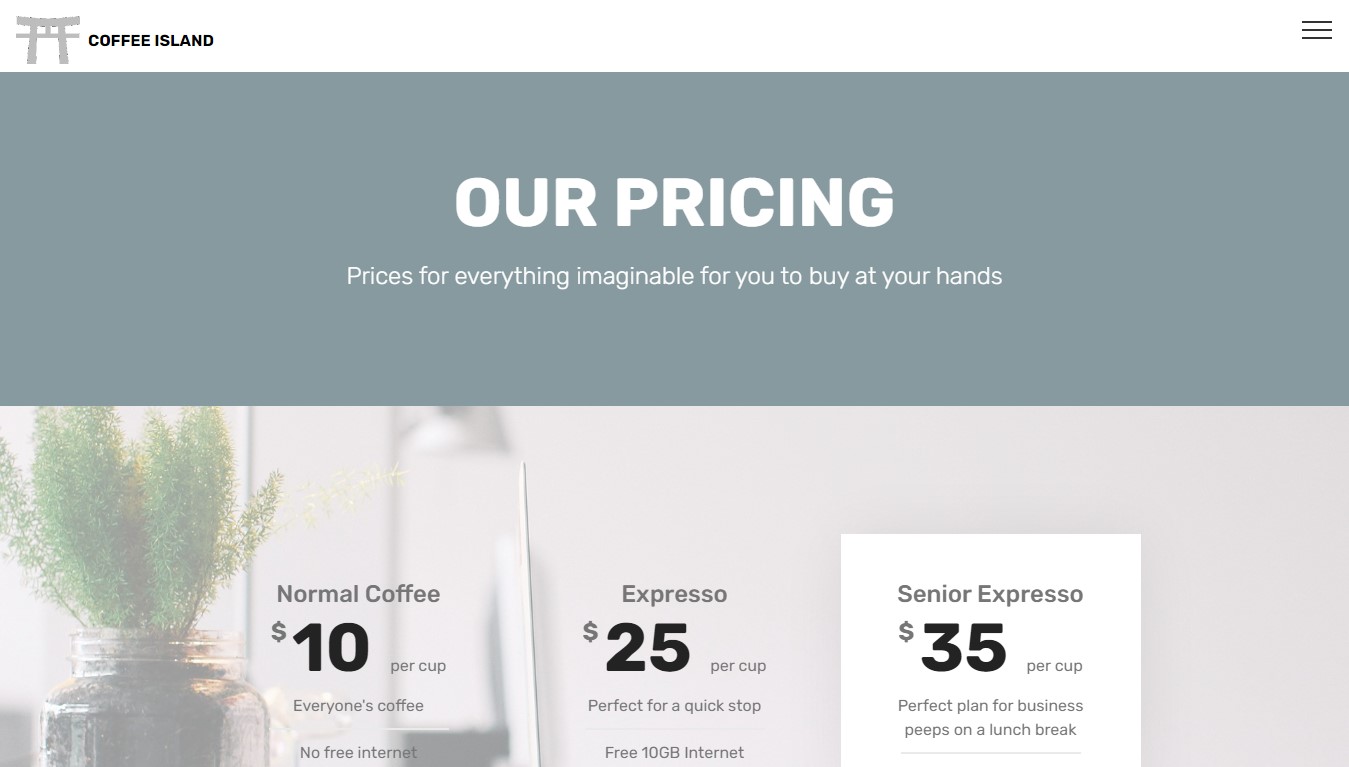 COFFEE ISLAND
OUR PRICING
Prices for everything imaginable for you to buy at your hands
Normal Coffee
$ 10 per cup
Everyone's coffee
No free internet
Expresso
$ 25 per cup
Perfect for a quick stop
Free 10GB Internet
Senior Expresso
$ 35 per cup
Perfect plan for business
peeps on a lunch break